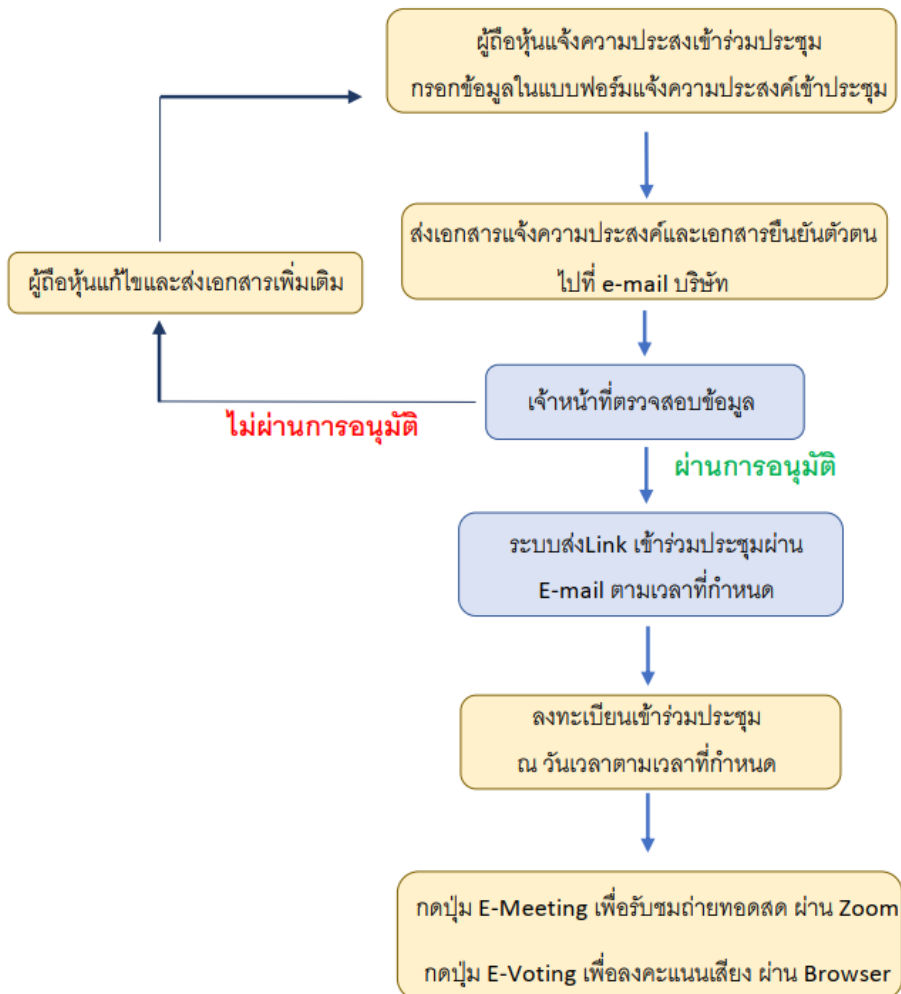 ผู้ถือหุ้นแจ้งความประสงเข้าร่วมประชุม
กรอกข้อมูลในแบบฟอร์มแจ้งความประสงค์เข้าประชุม
ส่งเอกสารแจ้งความประสงค์และเอกสารยืนยันตัวตน
ไปที่ e-mail บริษัท
ผู้ถือหุ้นแก้ไขและส่งเอกสารเพิ่มเติม
เจ้าหน้าที่ตรวจสอบข้อมูล
ไม่ผ่านการอนุมัติ
ผ่านการอนุมัติ
ระบบส่งLink เข้าร่วมประชุมผ่าน
E-mail ตามเวลาที่กำหนด
ลงทะเบียนเข้าร่วมประชุม
ณ วันเวลาตามเวลาที่กำหนด
กดปุ่ม E-Meeting เพื่อรับชมถ่ายทอดสด ผ่าน Zoom
กดปุ่ม E-Voting เพื่อลงคะแนนเสียง ผ่าน Browser